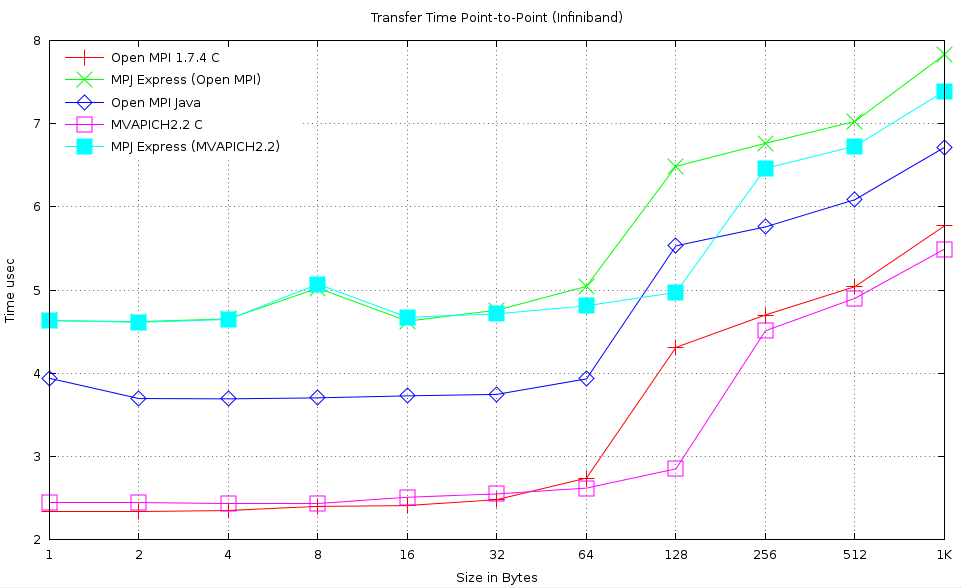 Transfer Time Point-to-Point (Infiniband)
8
7
6
5
4
3
2
Time usec
Open MPI 1.7.4 C
MPJ Express (Open MPI)
Open MPI Java
MVAPICH2.2 C
MPJ Express (MVAPICH2.2)
1 2 4 8 16 32 64 128 256 512 1K
Size in Bytes